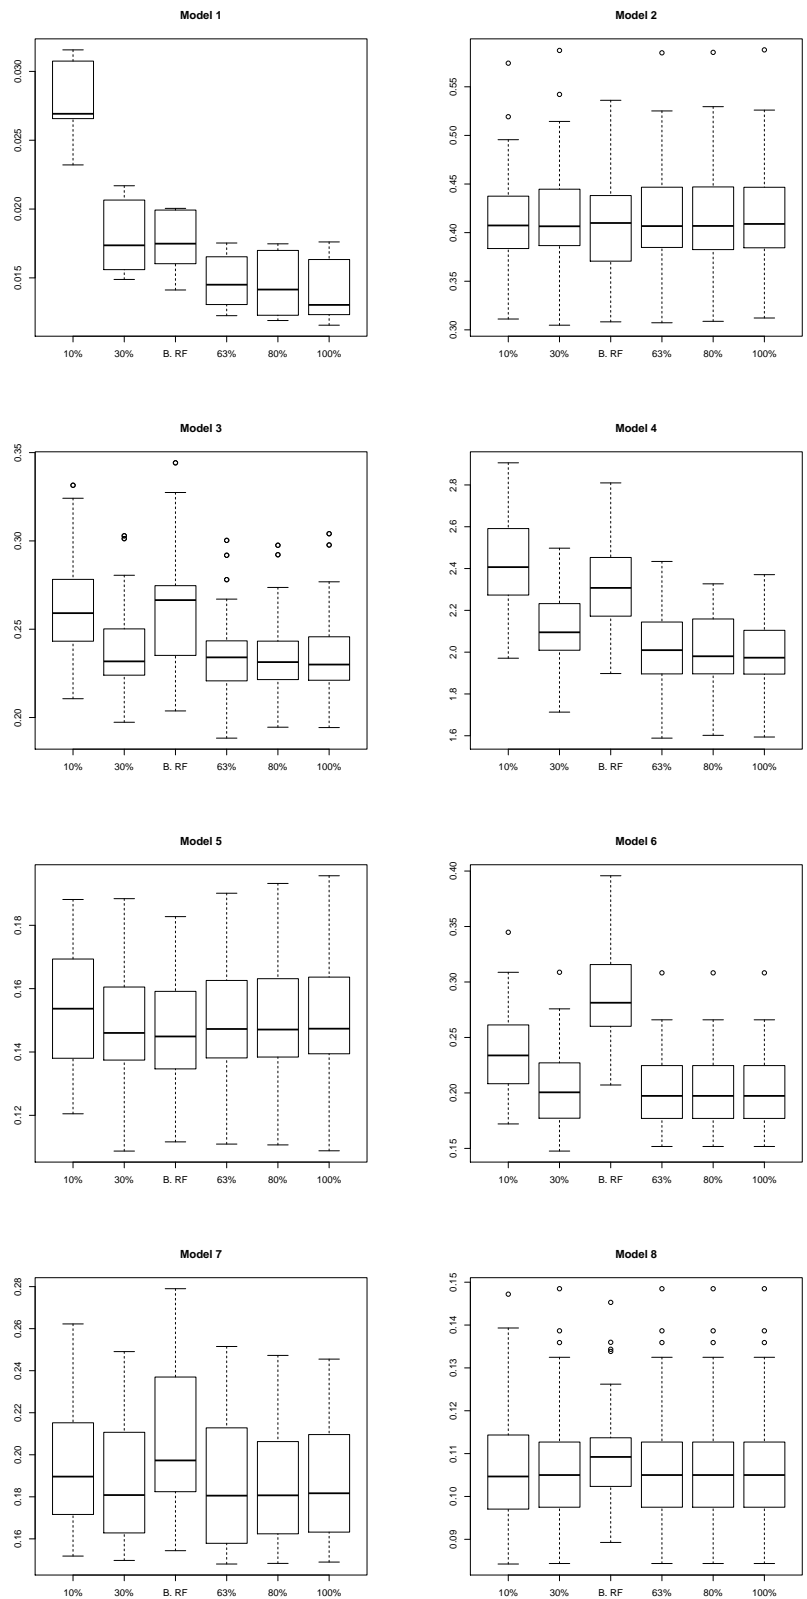 Model 1
0.030
0.025
0.020
0.015
10% 30% B. RF 63% 80% 100%
Model 2
0.55
0.50
0.45
0.40
0.35
0.30
10% 30% B. RF 63% 80% 100%
Model 3
0.35
0.30
0.25
0.20
10% 30% B. RF 63% 80% 100%
Model 4
2.8
2.6
2.4
2.2
2.0
1.8
1.6
10% 30% B. RF 63% 80% 100%
Model 5
0.18
0.16
0.14
0.12
10% 30% B. RF 63% 80% 100%
Model 6
0.40
0.35
0.30
0.25
0.20
0.15
10% 30% B. RF 63% 80% 100%
Model 7
0.28
0.26
0.24
0.22
0.20
0.18
0.16
10% 30% B. RF 63% 80% 100%
Model 8
0.15
0.14
0.13
0.12
0.11
0.10
0.09
10% 30% B. RF 63% 80% 100%